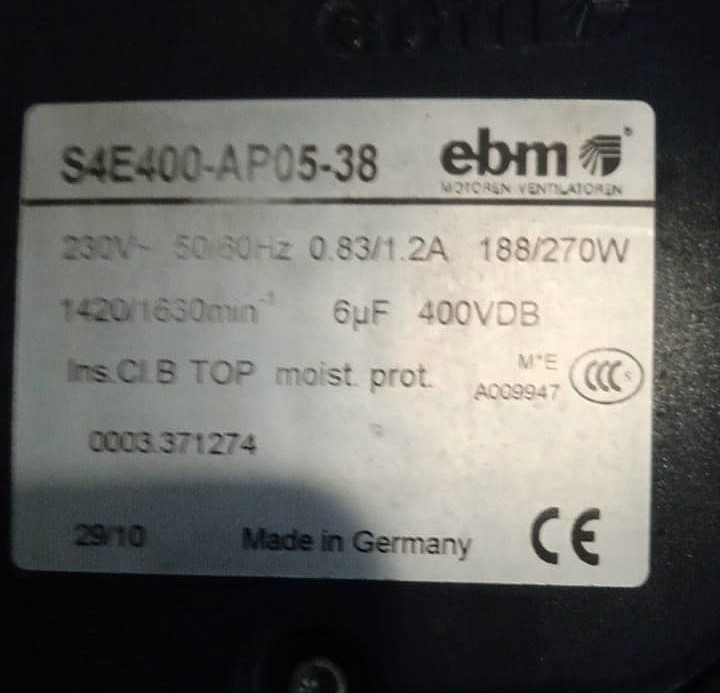 S4E400-AP05-38
ebm
MOTOREN VENTILATOREN
230V~ 50/60Hz 0.83/1.2A 188/270W
1420/1630min⁻¹ 6µF 400VDB
Ins.Cl.B TOP moist. prot.
M*E
A009947
CCC S
0003.371274
29/10 Made in Germany CE